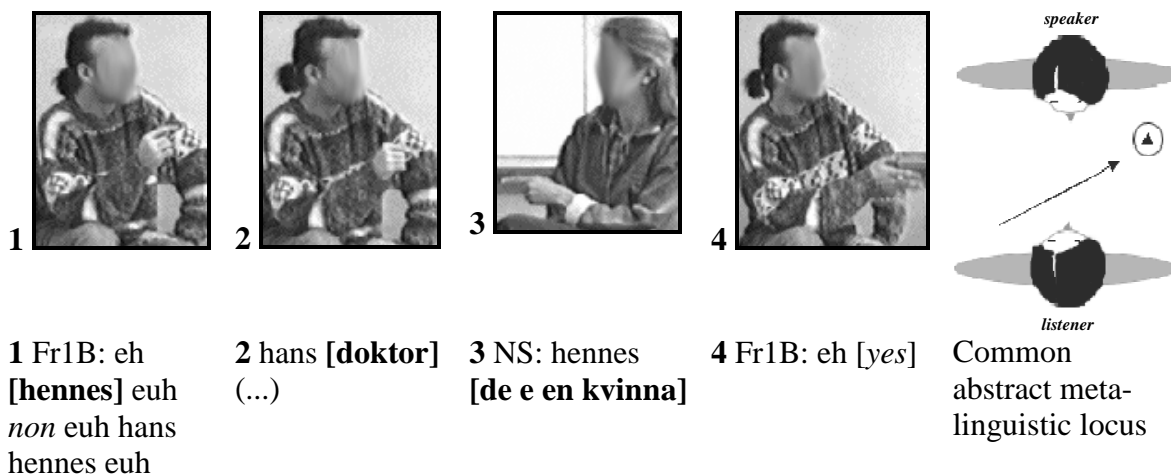 speaker
1
2
3
4
listener
1 Fr1B: eh
[hennes] euh
non euh hans
hennes euh
2 hans [doktor]
(...)
3 NS: hennes
[de e en kvinna]
4 Fr1B: eh [yes]
Common
abstract meta-
linguistic locus